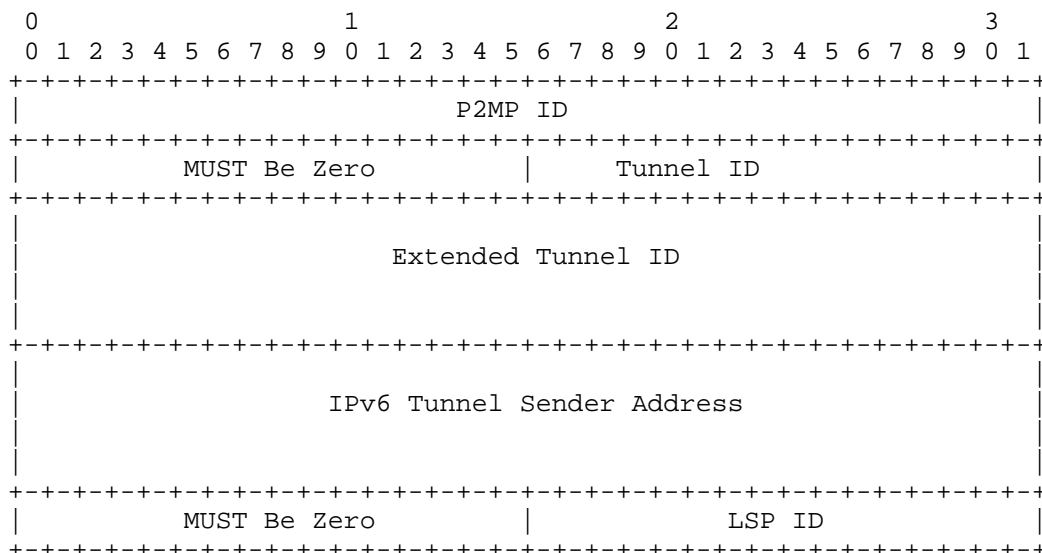 0                   1                   2                   3
 0 1 2 3 4 5 6 7 8 9 0 1 2 3 4 5 6 7 8 9 0 1 2 3 4 5 6 7 8 9 0 1
+-+-+-+-+-+-+-+-+-+-+-+-+-+-+-+-+-+-+-+-+-+-+-+-+-+-+-+-+-+-+-+-+
|                           P2MP ID                             |
+-+-+-+-+-+-+-+-+-+-+-+-+-+-+-+-+-+-+-+-+-+-+-+-+-+-+-+-+-+-+-+-+
|          MUST Be Zero         |     Tunnel ID                 |
+-+-+-+-+-+-+-+-+-+-+-+-+-+-+-+-+-+-+-+-+-+-+-+-+-+-+-+-+-+-+-+-+
|                                                               |
|                       Extended Tunnel ID                      |
|                                                               |
|                                                               |
+-+-+-+-+-+-+-+-+-+-+-+-+-+-+-+-+-+-+-+-+-+-+-+-+-+-+-+-+-+-+-+-+
|                                                               |
|                   IPv6 Tunnel Sender Address                  |
|                                                               |
|                                                               |
+-+-+-+-+-+-+-+-+-+-+-+-+-+-+-+-+-+-+-+-+-+-+-+-+-+-+-+-+-+-+-+-+
|          MUST Be Zero         |            LSP ID             |
+-+-+-+-+-+-+-+-+-+-+-+-+-+-+-+-+-+-+-+-+-+-+-+-+-+-+-+-+-+-+-+-+